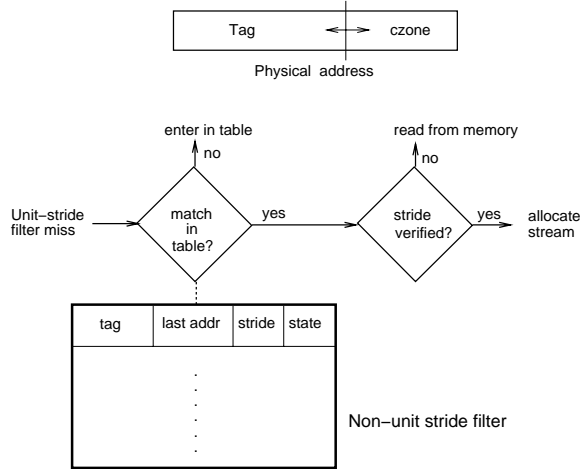 Tag czone
Physical address
enter in table
read from memory
no
no
Unit−stride
filter miss
match
in
table?
yes
stride
verified?
yes
allocate
stream
tag last addr stride state
Non−unit stride filter